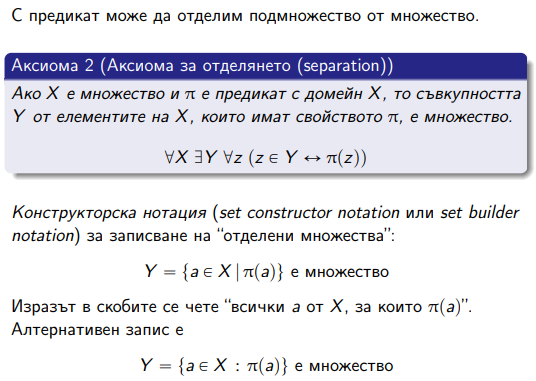 С предикат може да отделим подмножество от множество.
Аксиома 2 (Аксиома за отделянето (separation))
Ако X е множество и π е предикат с домейн X, то съвкупността
Y от елементите на X, които имат свойството π, е множество.
∀X ∃Y ∀z (z ∈ Y ↔ π(z))
Конструкторска нотация (set constructor notation или set builder
notation) за записване на “отделени множества”:
Y = {a ∈ X | π(a)} е множество
Изразът в скобите се чете “всички a от X, за които π(a)”.
Алтернативен запис е
Y = {a ∈ X : π(a)} е множество